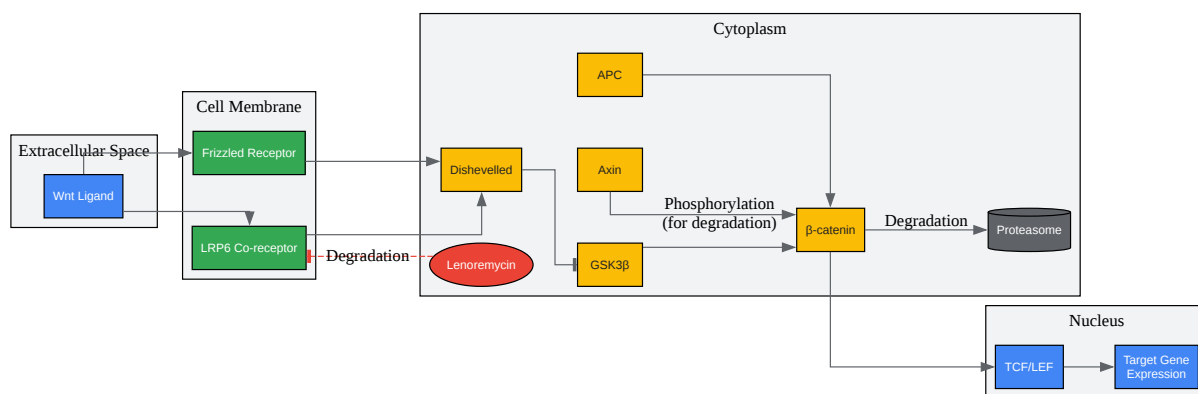 Cytoplasm
APC
Cell Membrane
Extracellular Space
Frizzled Receptor
Wnt Ligand
LRP6 Co-receptor
Dishevelled
Axin
Phosphorylation
(for degradation)
Degradation
Lenoremycin
GSK3β
β-catenin
Degradation
Proteasome
Nucleus
TCF/LEF
Target Gene
Expression